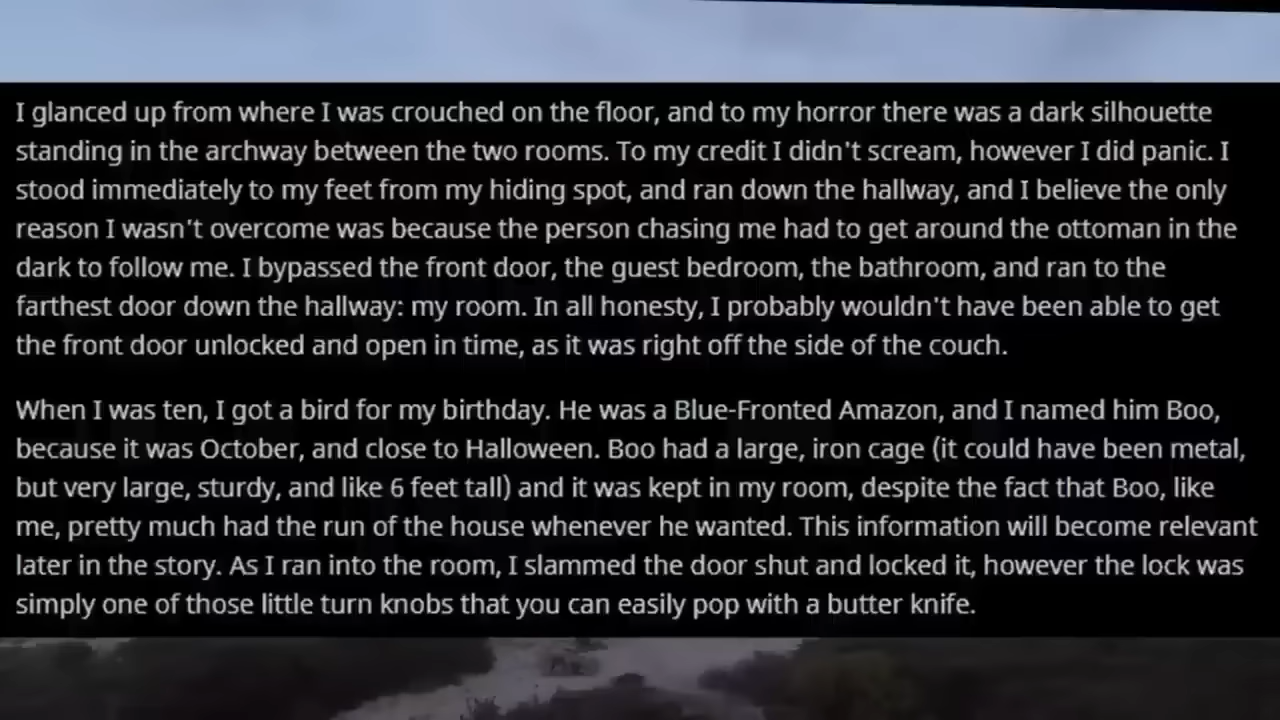 I glanced up from where I was crouched on the floor, and to my horror there was a dark silhouette
standing in the archway between the two rooms. To my credit I didn't scream, however I did panic. I
stood immediately to my feet from my hiding spot, and ran down the hallway, and I believe the only
reason I wasn't overcome was because the person chasing me had to get around the ottoman in the
dark to follow me. I bypassed the front door, the guest bedroom, the bathroom, and ran to the
farthest door down the hallway: my room. In all honesty, I probably wouldn't have been able to get
the front door unlocked and open in time, as it was right off the side of the couch.
When I was ten, I got a bird for my birthday. He was a Blue-Fronted Amazon, and I named him Boo,
because it was October, and close to Halloween. Boo had a large, iron cage (it could have been metal,
but very large, sturdy, and like 6 feet tall) and it was kept in my room, despite the fact that Boo, like
me, pretty much had the run of the house whenever he wanted. This information will become relevant
later in the story. As I ran into the room, I slammed the door shut and locked it, however the lock was
simply one of those little turn knobs that you can easily pop with a butter knife.